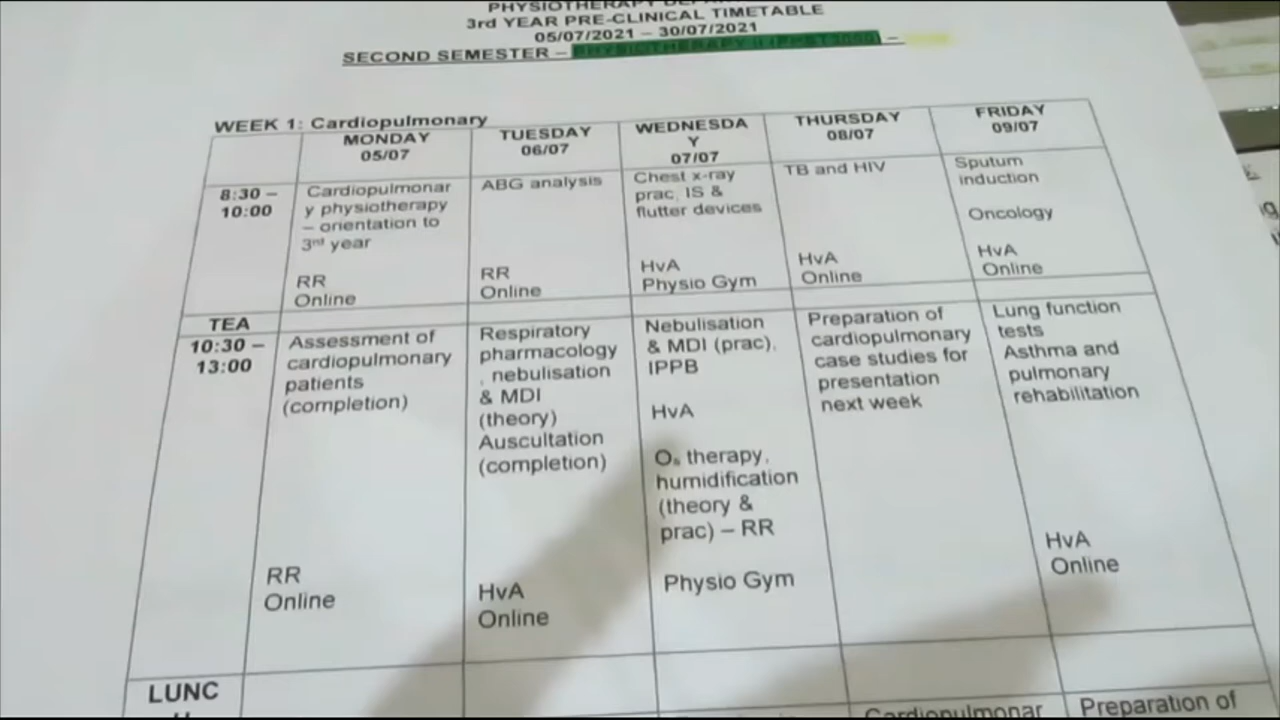 PHYSIOTHERAPY
3rd YEAR PRE-CLINICAL TIMETABLE
05/07/2021 – 30/07/2021
SECOND SEMESTER –
WEEK 1: Cardiopulmonary
MONDAY
05/07
TUESDAY
06/07
WEDNESDA
Y
07/07
THURSDAY
08/07
FRIDAY
09/07
8:30 –
10:00
Cardiopulmonar
y physiotherapy
– orientation to
3rd year
RR
Online
ABG analysis
RR
Online
Chest x-ray
prac, IS &
flutter devices
HvA
Physio Gym
TB and HIV
HvA
Online
Sputum
induction
Oncology
HvA
Online
TEA
10:30 –
13:00
Assessment of
cardiopulmonary
patients
(completion)
RR
Online
Respiratory
pharmacology
, nebulisation
& MDI
(theory)
Auscultation
(completion)
HvA
Online
Nebulisation
& MDI (prac),
IPPB
HvA
O₂ therapy,
humidification
(theory &
prac) – RR
Physio Gym
Preparation of
cardiopulmonary
case studies for
presentation
next week
Lung function
tests
Asthma and
pulmonary
rehabilitation
HvA
Online
LUNC
H
Cardiopulmonar
Preparation of